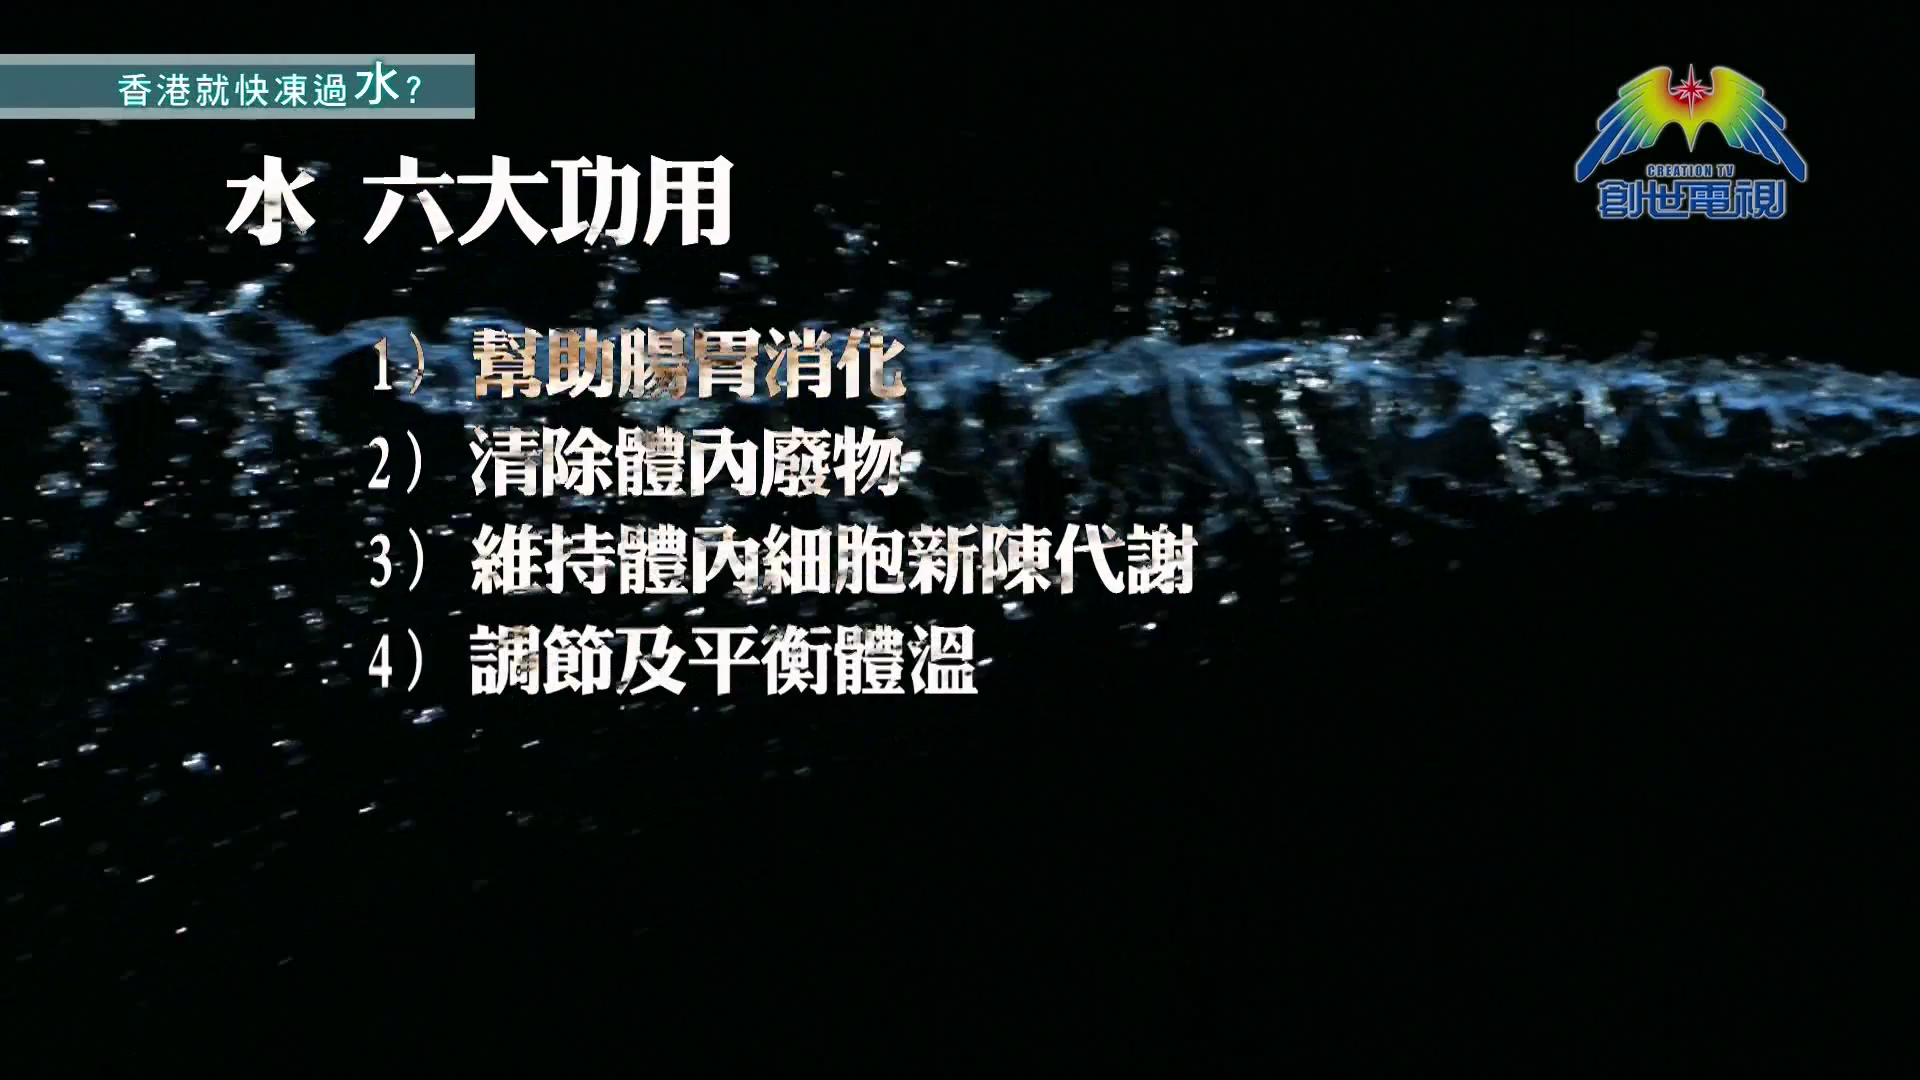 香港就快凍過水?
CREATION TV
創世電視
水 六大功用
1) 幫助腸胃消化
2) 清除體內廢物
3) 維持體內細胞新陳代謝
4) 調節及平衡體溫